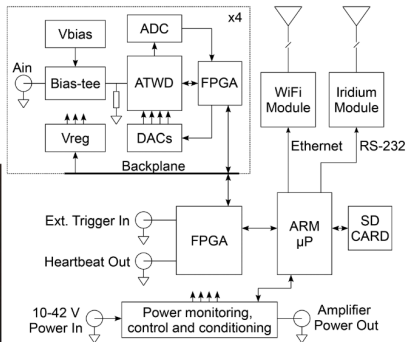 x4
Vbias
ADC
Ain
Bias-tee
ATWD
FPGA
Vreg
DACs
Backplane
WiFi
Module
Iridium
Module
Ethernet
RS-232
Ext. Trigger In
Heartbeat Out
FPGA
ARM
µP
SD
CARD
10-42 V
Power In
Power monitoring,
control and conditioning
Amplifier
Power Out